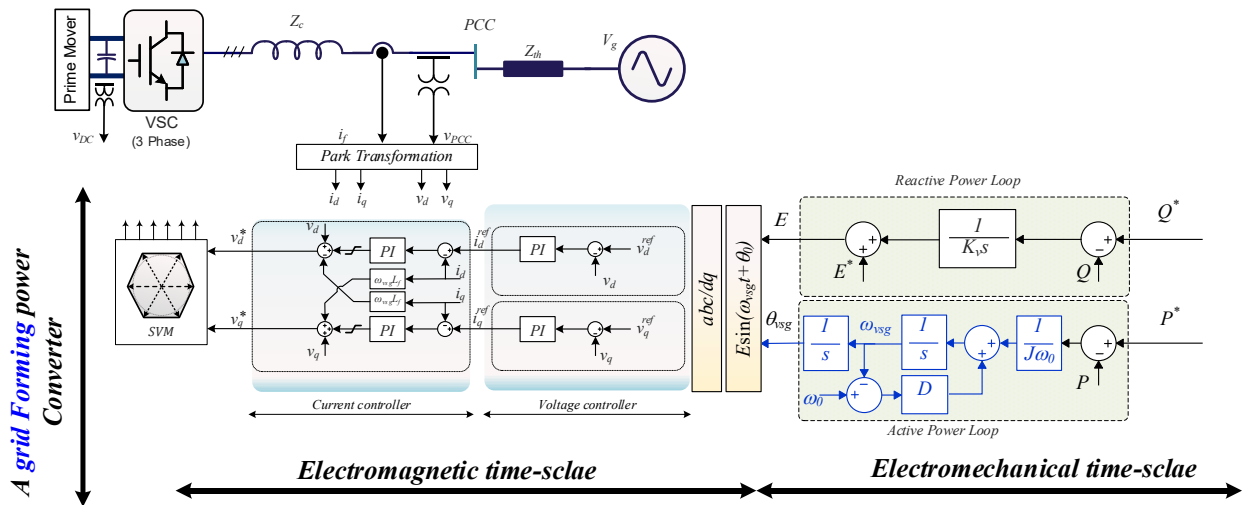 Prime Mover
v_DC
VSC
(3 Phase)
Z_c
PCC
Z_th
V_g
i_f
v_PCC
Park Transformation
i_d
i_q
v_d
v_q
A grid Forming power
Converter
SVM
v_d^*
v_q^*
v_d
PI
i_d^ref
ω_vsg L_f
i_d
ω_vsg L_f
i_q
PI
i_q^ref
v_q
Current controller
PI
v_d^ref
v_d
PI
v_q^ref
v_q
Voltage controller
abc/dq
Esin(ω_vsg t + θ_0)
Reactive Power Loop
E
E^*
1
K_v s
Q
Q^*
θ_vsg
1
s
ω_vsg
1
s
1
Jω_0
P
P^*
ω_0
D
Active Power Loop
Electromagnetic time-sclae
Electromechanical time-sclae